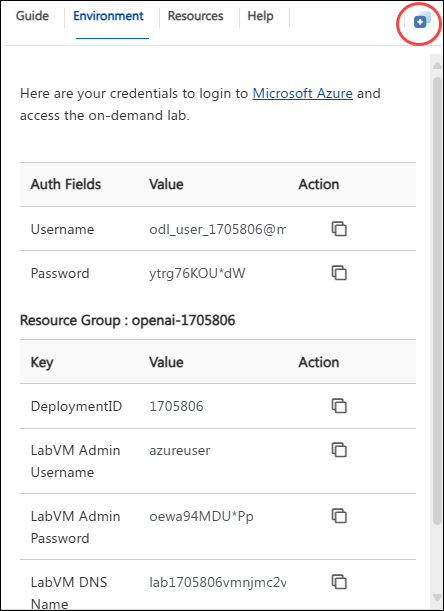 Guide Environment Resources Help
Here are your credentials to login to Microsoft Azure and
access the on-demand lab.
Auth Fields Value Action
Username odl_user_1705806@m
Password ytrg76KOU*dW
Resource Group : openai-1705806
Key Value Action
DeploymentID 1705806
LabVM Admin azureuser
Username
LabVM Admin oewa94MDU*Pp
Password
LabVM DNS lab1705806vmnjmc2v
Name